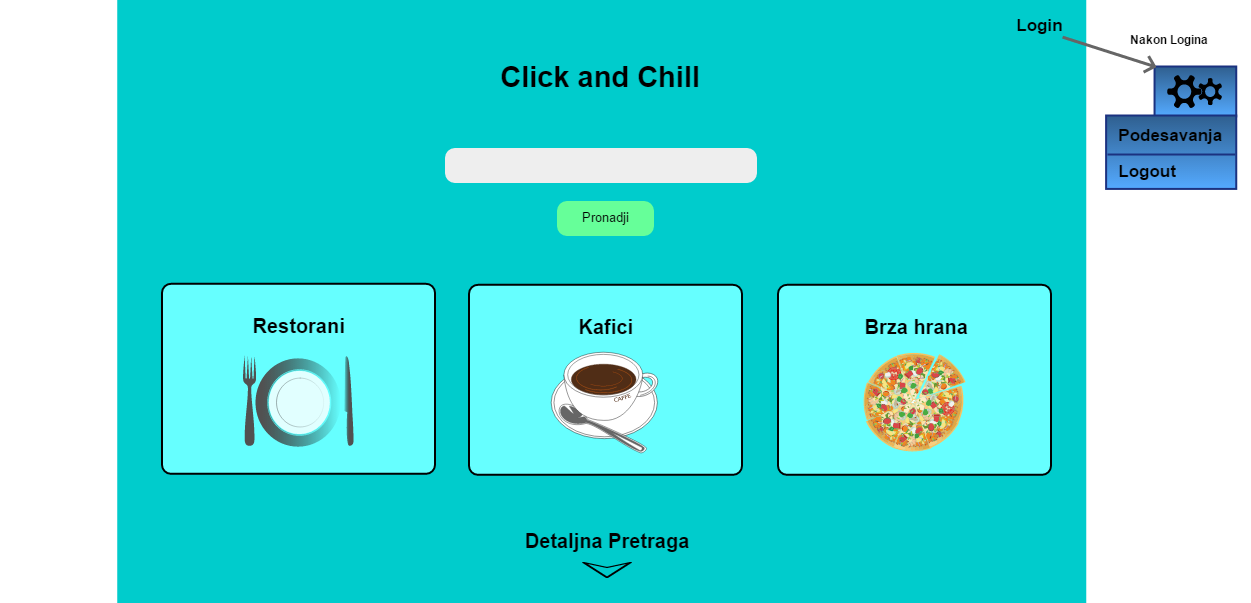 Login
Nakon Logina
Click and Chill
Podesavanja
Logout
Pronadji
Restorani
Kafici
Brza hrana
CAFFE
Detaljna Pretraga